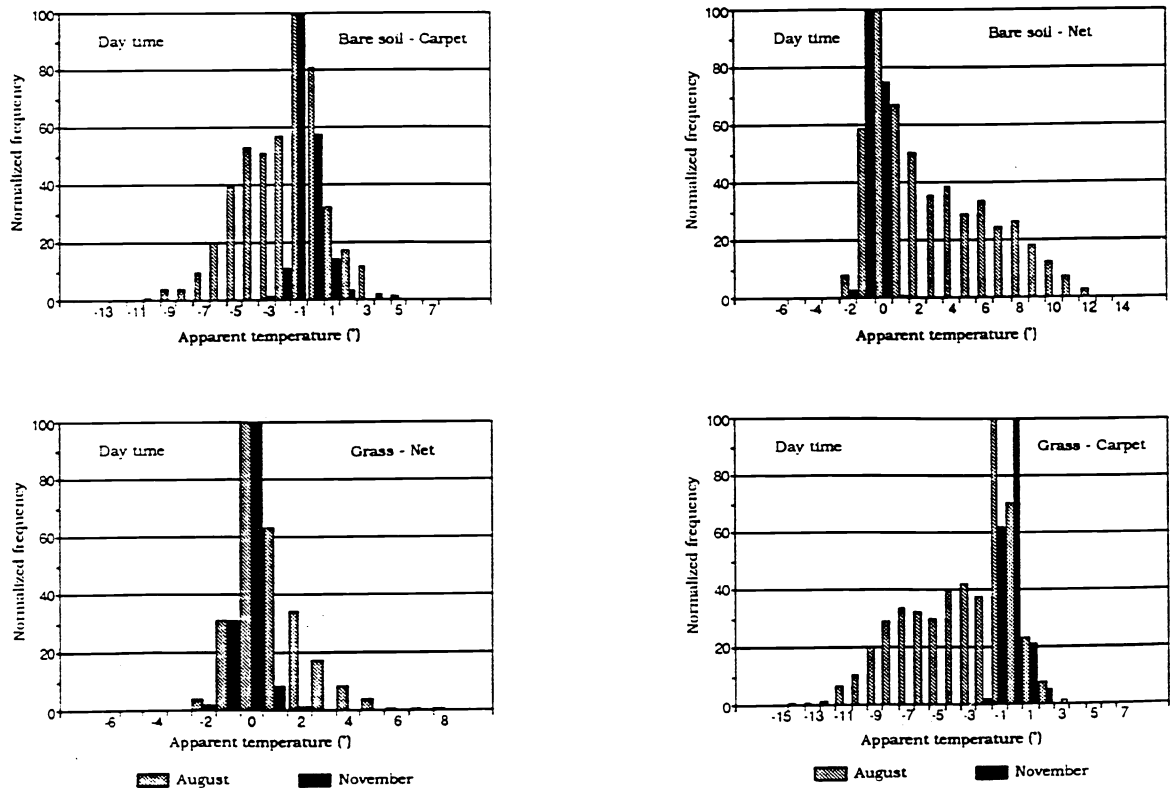 Day time
Bare soil - Carpet
Normalized frequency
100
80
60
40
20
0
-13 -11 -9 -7 -5 -3 -1 1 3 5 7
Apparent temperature (°)
Day time
Bare soil - Net
Normalized frequency
100
80
60
40
20
0
-6 -4 -2 0 2 4 6 8 10 12 14
Apparent temperature (°)
Day time
Grass - Net
Normalized frequency
100
80
60
40
20
0
-6 -4 -2 0 2 4 6 8
Apparent temperature (°)
August
November
Day time
Grass - Carpet
Normalized frequency
100
80
60
40
20
0
-15 -13 -11 -9 -7 -5 -3 -1 1 3 5 7
Apparent temperature (°)
August
November